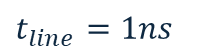 t_line = 1ns